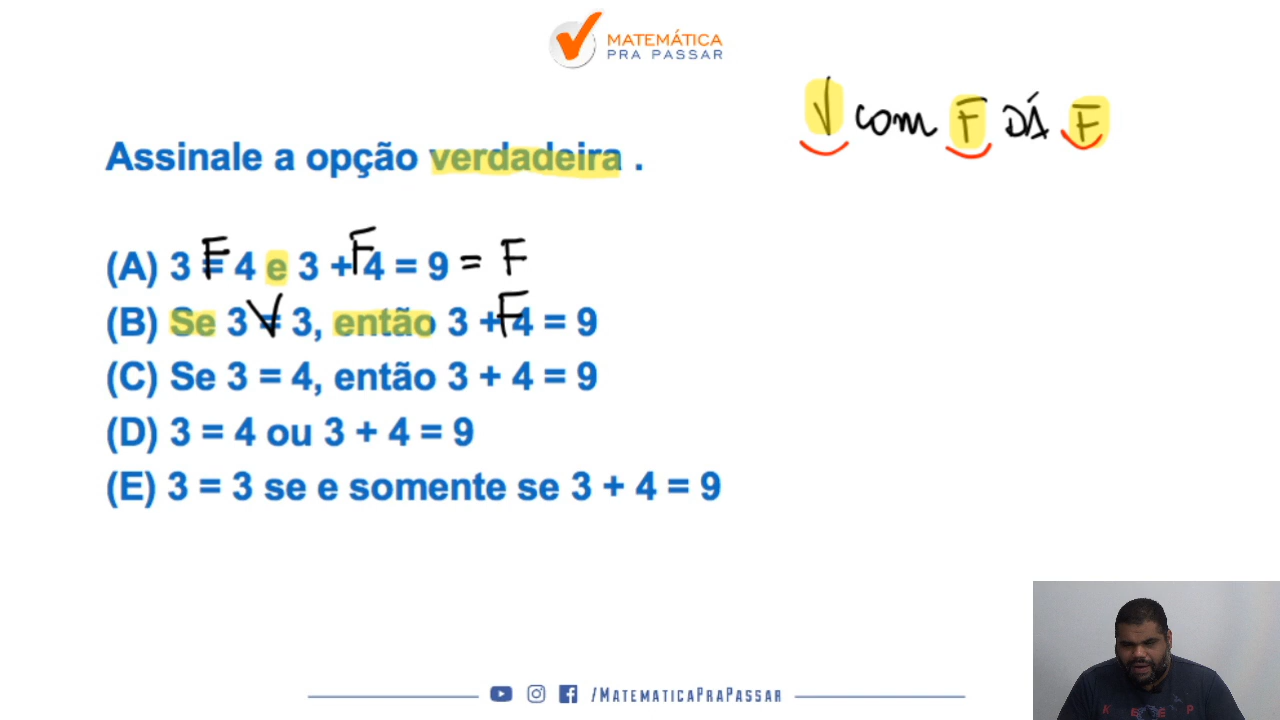 MATEMÁTICA
PRA PASSAR
V com F DÁ F
Assinale a opção verdadeira .
(A) 3 = 4 e 3 + 4 = 9 = F
F F
(B) Se 3 = 3, então 3 + 4 = 9
V F
(C) Se 3 = 4, então 3 + 4 = 9
(D) 3 = 4 ou 3 + 4 = 9
(E) 3 = 3 se e somente se 3 + 4 = 9
KEEP
/MATEMATICAPRAPASSAR